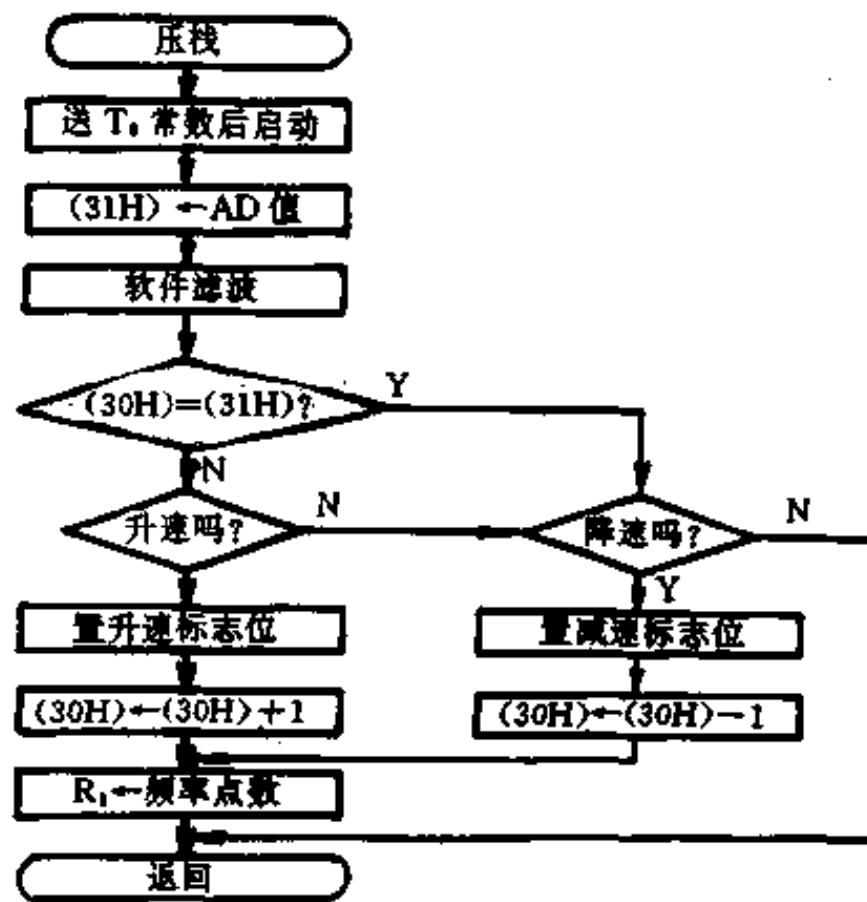 压栈
送 T₀ 常数后启动
(31H) ←AD 值
软件滤波
(30H)=(31H)?
Y
N
升速吗?
N
降速吗?
N
Y
置升速标志位
置减速标志位
(30H)←(30H)+1
(30H)←(30H)−1
R₁←频率点数
返回